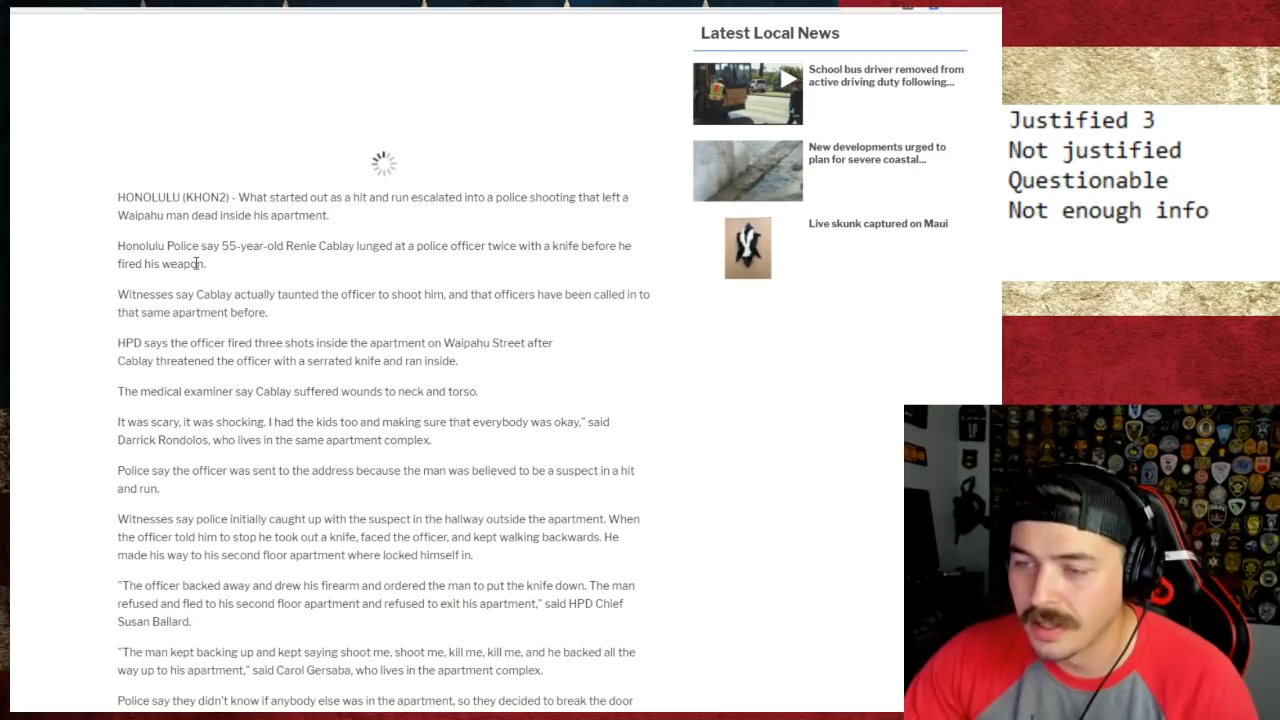 Latest Local News
School bus driver removed from
active driving duty following...
New developments urged to
plan for severe coastal...
Live skunk captured on Maui
HONOLULU (KHON2) - What started out as a hit and run escalated into a police shooting that left a
Waipahu man dead inside his apartment.
Honolulu Police say 55-year-old Renie Cablay lunged at a police officer twice with a knife before he
fired his weapon.
Witnesses say Cablay actually taunted the officer to shoot him, and that officers have been called in to
that same apartment before.
HPD says the officer fired three shots inside the apartment on Waipahu Street after
Cablay threatened the officer with a serrated knife and ran inside.
The medical examiner say Cablay suffered wounds to neck and torso.
It was scary, it was shocking. I had the kids too and making sure that everybody was okay," said
Darrick Rondolos, who lives in the same apartment complex.
Police say the officer was sent to the address because the man was believed to be a suspect in a hit
and run.
Witnesses say police initially caught up with the suspect in the hallway outside the apartment. When
the officer told him to stop he took out a knife, faced the officer, and kept walking backwards. He
made his way to his second floor apartment where locked himself in.
"The officer backed away and drew his firearm and ordered the man to put the knife down. The man
refused and fled to his second floor apartment and refused to exit his apartment," said HPD Chief
Susan Ballard.
"The man kept backing up and kept saying shoot me, shoot me, kill me, kill me, and he backed all the
way up to his apartment," said Carol Gersaba, who lives in the apartment complex.
Police say they didn't know if anybody else was in the apartment, so they decided to break the door
Justified 3
Not justified
Questionable
Not enough info